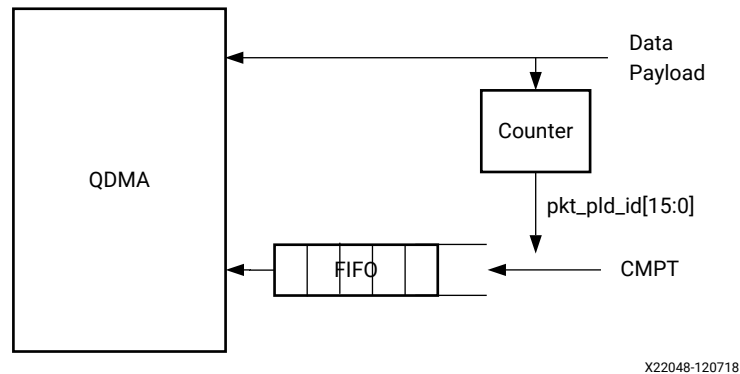 Data
Payload
Counter
QDMA
pkt_pld_id[15:0]
FIFO
CMPT
X22048-120718